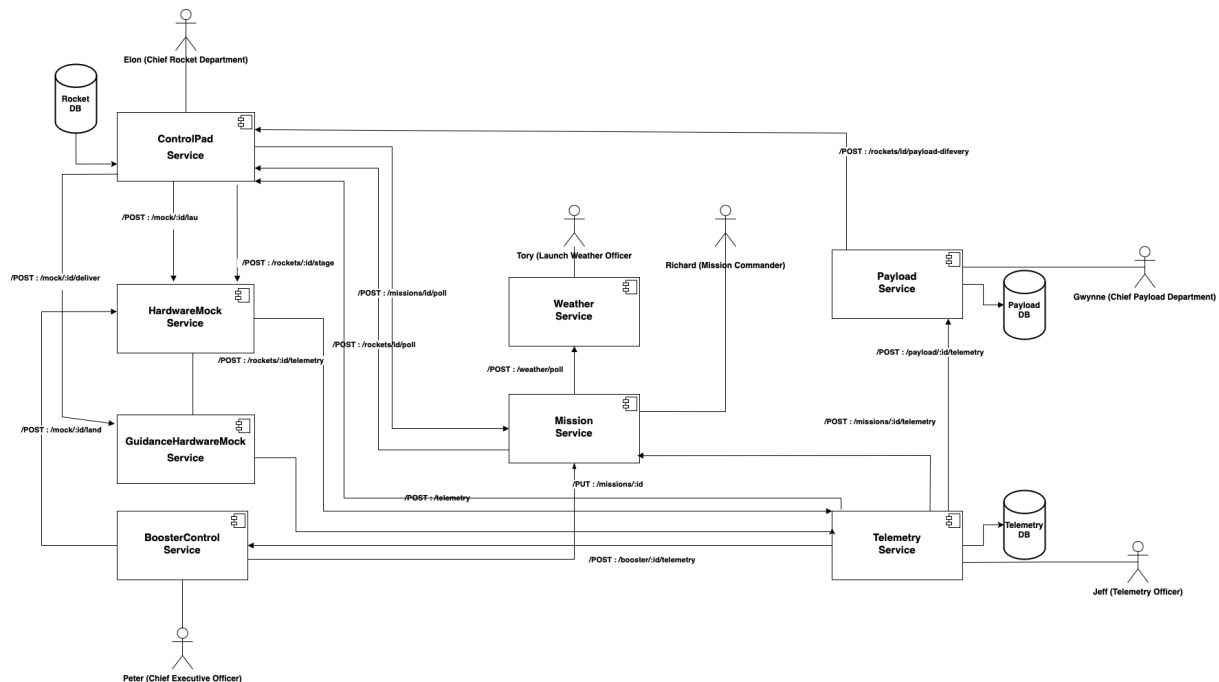 Elon (Chief Rocket Department)
Rocket
DB
ControlPad
Service
/POST : /rockets/id/payload-difevery
/POST : /mock/:id/lau
/POST : /mock/:id/deliver
/POST : /rockets/:id/stage
Tory (Launch Weather Officer
Richard (Mission Commander)
HardwareMock
Service
/POST : /missions/id/poll
Weather
Service
Payload
Service
Payload
DB
Gwynne (Chief Payload Department)
/POST : /rockets/id/poll
/POST : /rockets/:id/telemetry
/POST : /payload/:id/telemetry
/POST : /weather/poll
Mission
Service
/POST : /mock/:id/land
/POST : /missions/:id/telemetry
GuidanceHardwareMock
Service
/PUT : /missions/:id
/POST : /telemetry
BoosterControl
Service
Telemetry
Service
Telemetry
DB
/POST : /booster/:id/telemetry
Jeff (Telemetry Officer)
Peter (Chief Executive Officer)